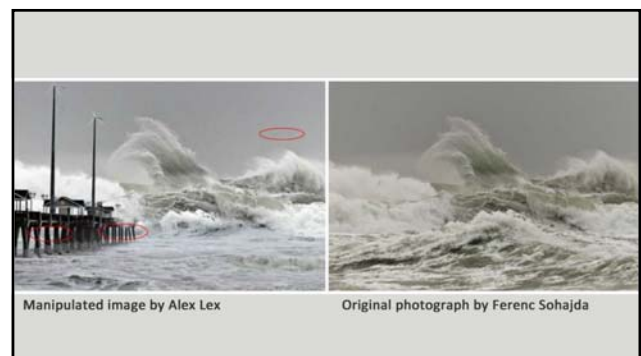 Manipulated image by Alex Lex
Original photograph by Ferenc Sohajda